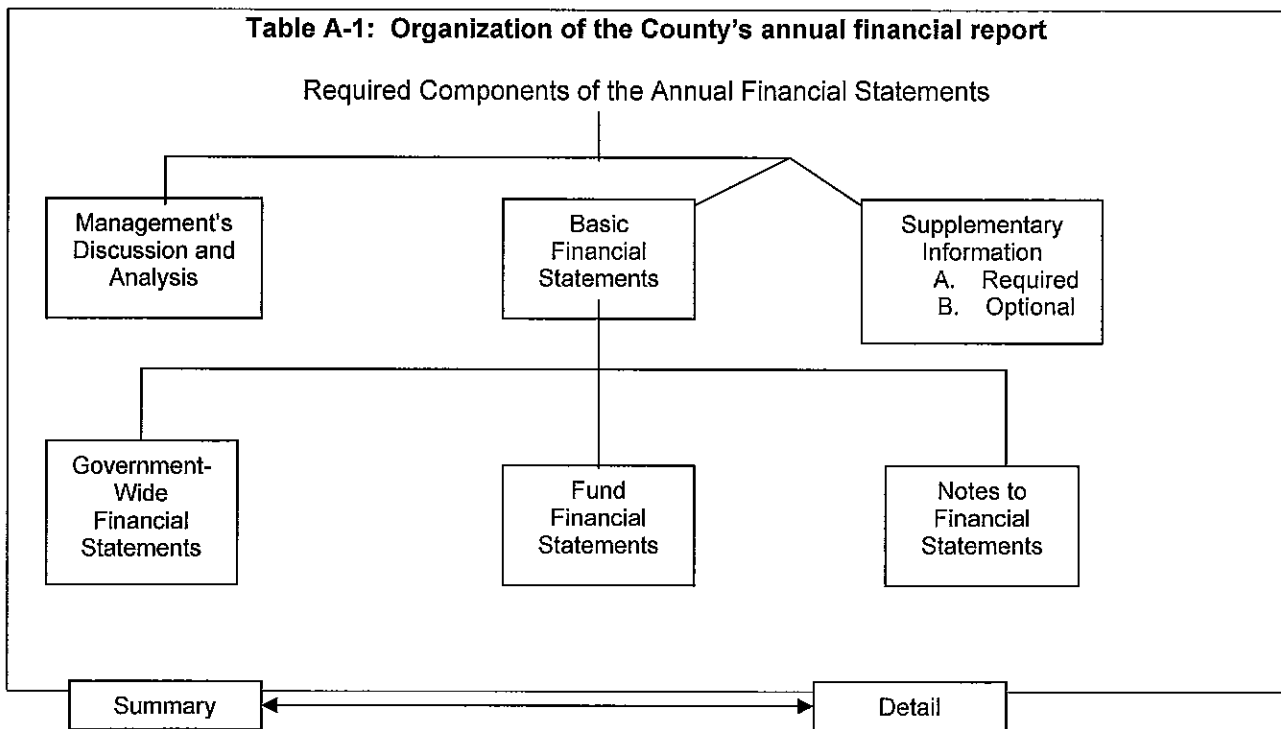 Table A-1: Organization of the County's annual financial report
Required Components of the Annual Financial Statements
Management's
Discussion and
Analysis
Basic
Financial
Statements
Supplementary
Information
A. Required
B. Optional
Government-
Wide
Financial
Statements
Fund
Financial
Statements
Notes to
Financial
Statements
Summary
Detail